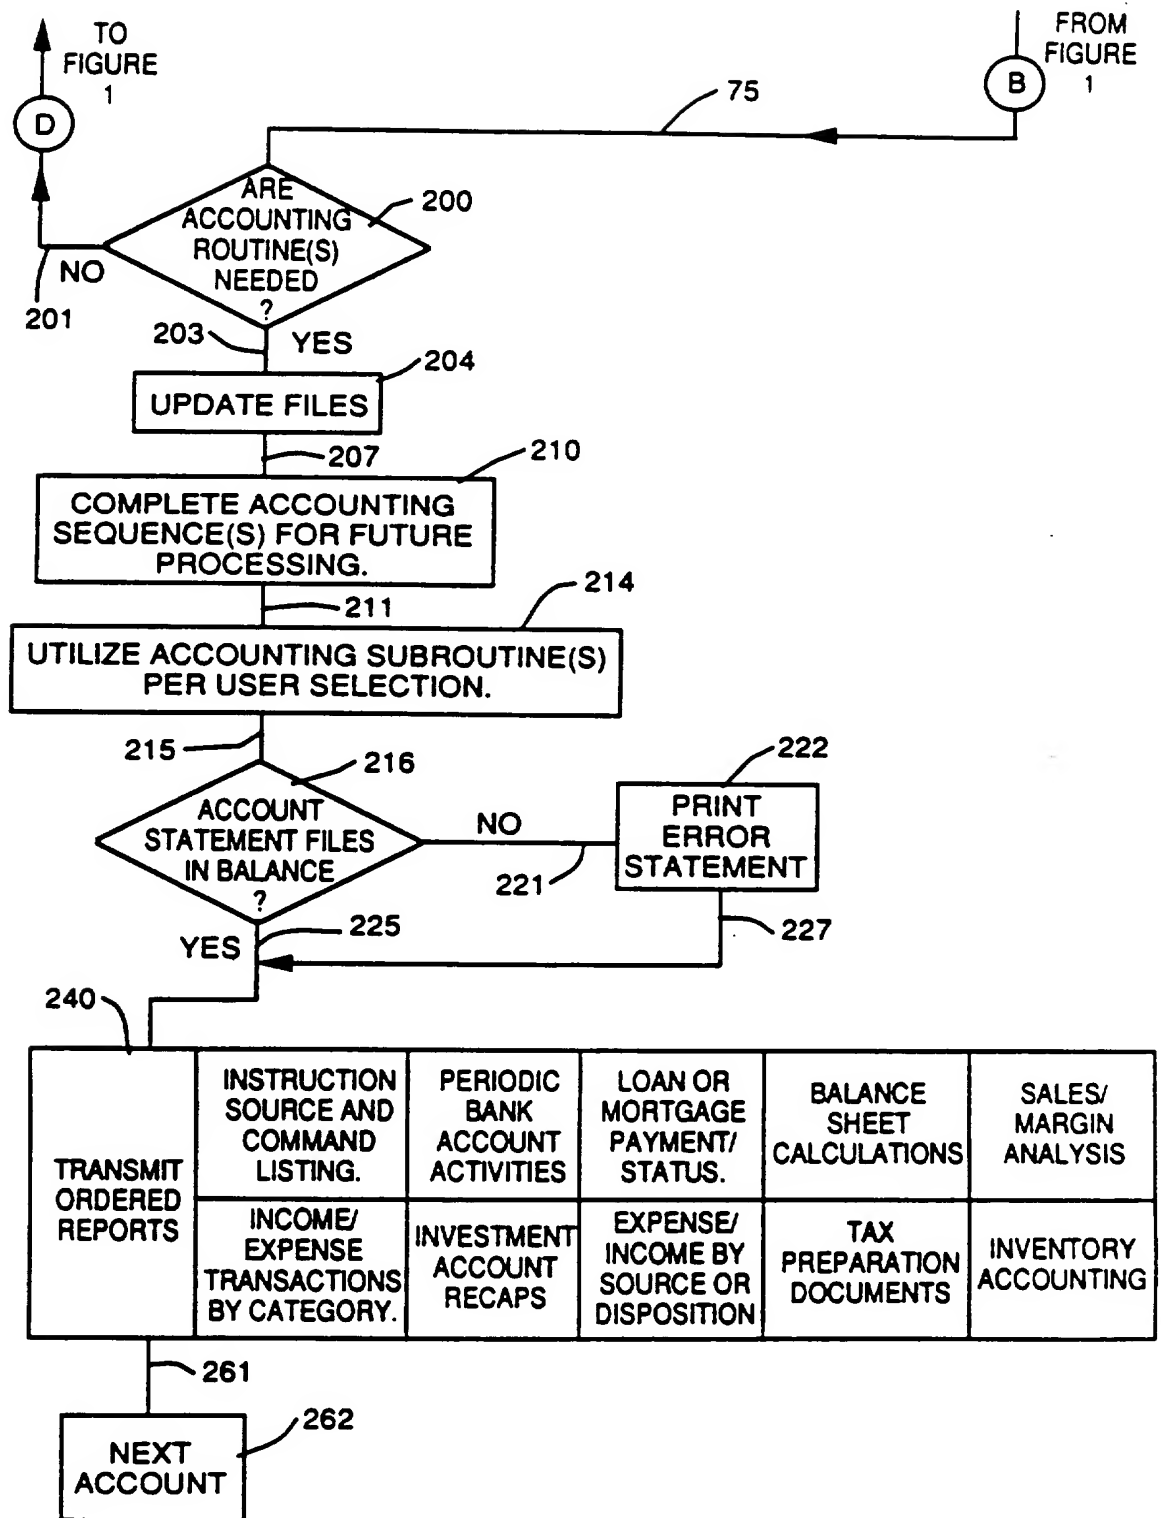 TO
FIGURE
1
D
FROM
FIGURE
1
B
75
ARE
ACCOUNTING
ROUTINE(S)
NEEDED
?
200
NO
201
203
YES
204
UPDATE FILES
207
210
COMPLETE ACCOUNTING
SEQUENCE(S) FOR FUTURE
PROCESSING.
211
214
UTILIZE ACCOUNTING SUBROUTINE(S)
PER USER SELECTION.
215
216
ACCOUNT
STATEMENT FILES
IN BALANCE
?
NO
221
222
PRINT
ERROR
STATEMENT
227
YES
225
240
TRANSMIT
ORDERED
REPORTS
INSTRUCTION
SOURCE AND
COMMAND
LISTING.
PERIODIC
BANK
ACCOUNT
ACTIVITIES
LOAN OR
MORTGAGE
PAYMENT/
STATUS.
BALANCE
SHEET
CALCULATIONS
SALES/
MARGIN
ANALYSIS
INCOME/
EXPENSE
TRANSACTIONS
BY CATEGORY.
INVESTMENT
ACCOUNT
RECAPS
EXPENSE/
INCOME BY
SOURCE OR
DISPOSITION
TAX
PREPARATION
DOCUMENTS
INVENTORY
ACCOUNTING
261
262
NEXT
ACCOUNT